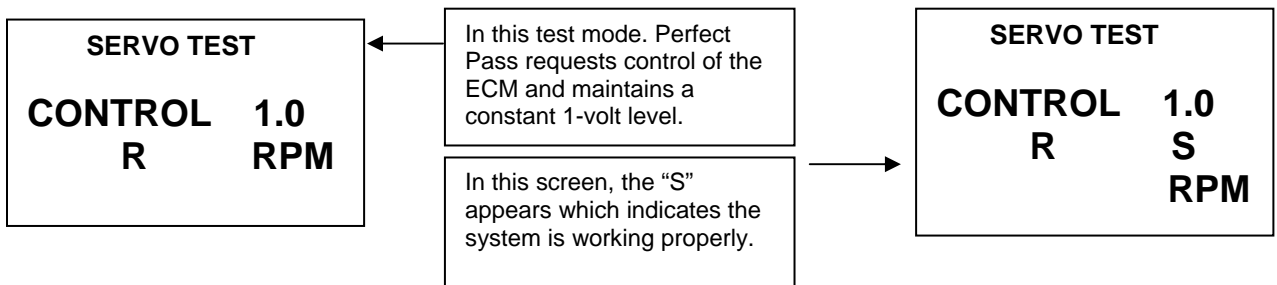 SERVO TEST
CONTROL 1.0
R RPM
In this test mode. Perfect
Pass requests control of the
ECM and maintains a
constant 1-volt level.
In this screen, the “S”
appears which indicates the
system is working properly.
SERVO TEST
CONTROL 1.0
R S
RPM